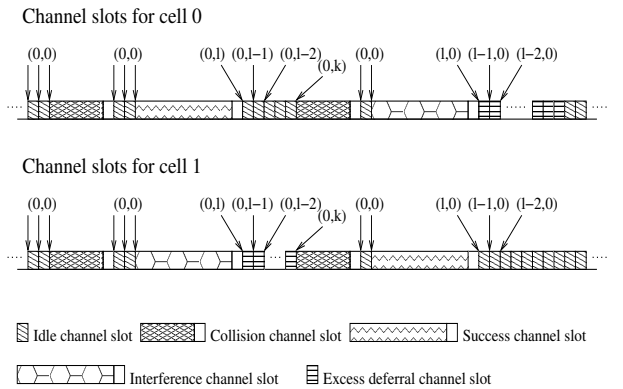 Channel slots for cell 0
(0,0) (0,0) (0,l) (0,l−1) (0,l−2) (0,k) (0,0) (l,0) (l−1,0) (l−2,0)
Channel slots for cell 1
(0,0) (0,0) (0,l) (0,l−1) (0,l−2) (0,k) (0,0) (l,0) (l−1,0) (l−2,0)
Idle channel slot Collision channel slot Success channel slot
Interference channel slot Excess deferral channel slot